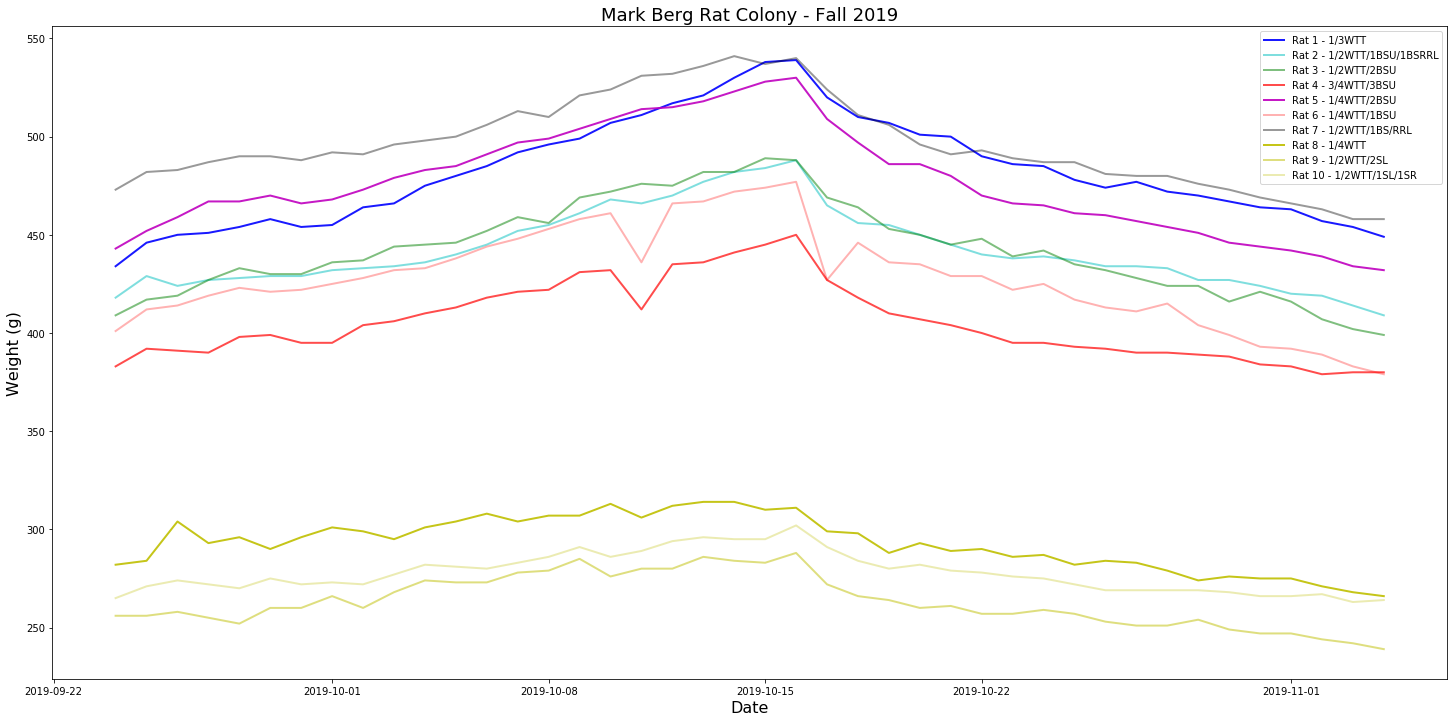 Mark Berg Rat Colony - Fall 2019
550
500
450
400
350
300
250
Weight (g)
Rat 1 - 1/3WTT
Rat 2 - 1/2WTT/1BSU/1BSRRL
Rat 3 - 1/2WTT/2BSU
Rat 4 - 3/4WTT/3BSU
Rat 5 - 1/4WTT/2BSU
Rat 6 - 1/4WTT/1BSU
Rat 7 - 1/2WTT/1BS/RRL
Rat 8 - 1/4WTT
Rat 9 - 1/2WTT/2SL
Rat 10 - 1/2WTT/1SL/1SR
2019-09-22 2019-10-01 2019-10-08 2019-10-15 2019-10-22 2019-11-01
Date